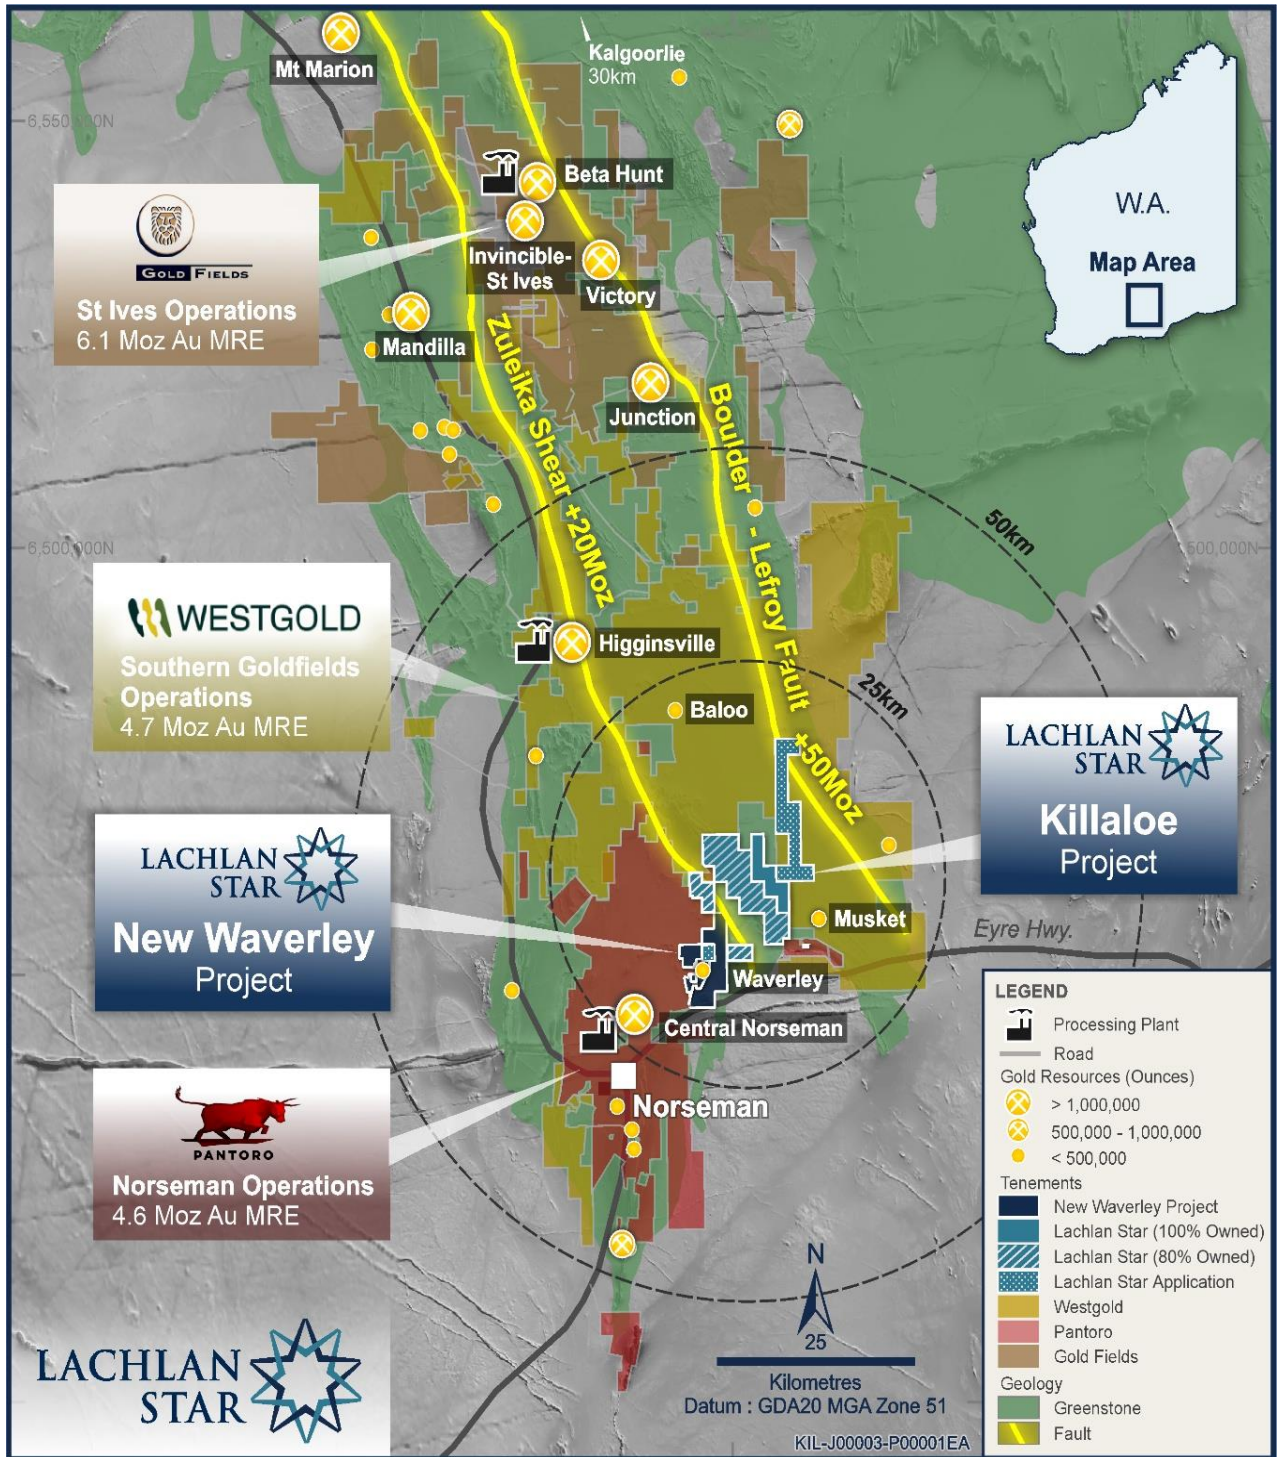 Kalgoorlie
30km
Mt Marion
6,550,000N
Beta Hunt
W.A.
Map Area
GOLD FIELDS
St Ives Operations
6.1 Moz Au MRE
Invincible-
St Ives
Victory
Mandilla
Junction
Zuleika Shear +20Moz
Boulder - Lefroy Fault +50Moz
50km
6,500,000N
500,000N
WESTGOLD
Southern Goldfields
Operations
4.7 Moz Au MRE
Higginsville
Baloo
25km
LACHLAN
STAR
Killaloe
Project
LACHLAN
STAR
New Waverley
Project
Musket
Eyre Hwy.
Waverley
Central Norseman
PANTORO
Norseman Operations
4.6 Moz Au MRE
Norseman
LEGEND
Processing Plant
Road
Gold Resources (Ounces)
> 1,000,000
500,000 - 1,000,000
< 500,000
Tenements
New Waverley Project
Lachlan Star (100% Owned)
Lachlan Star (80% Owned)
Lachlan Star Application
Westgold
Pantoro
Gold Fields
Geology
Greenstone
Fault
N
25
Kilometres
Datum : GDA20 MGA Zone 51
KIL-J00003-P00001EA
LACHLAN
STAR